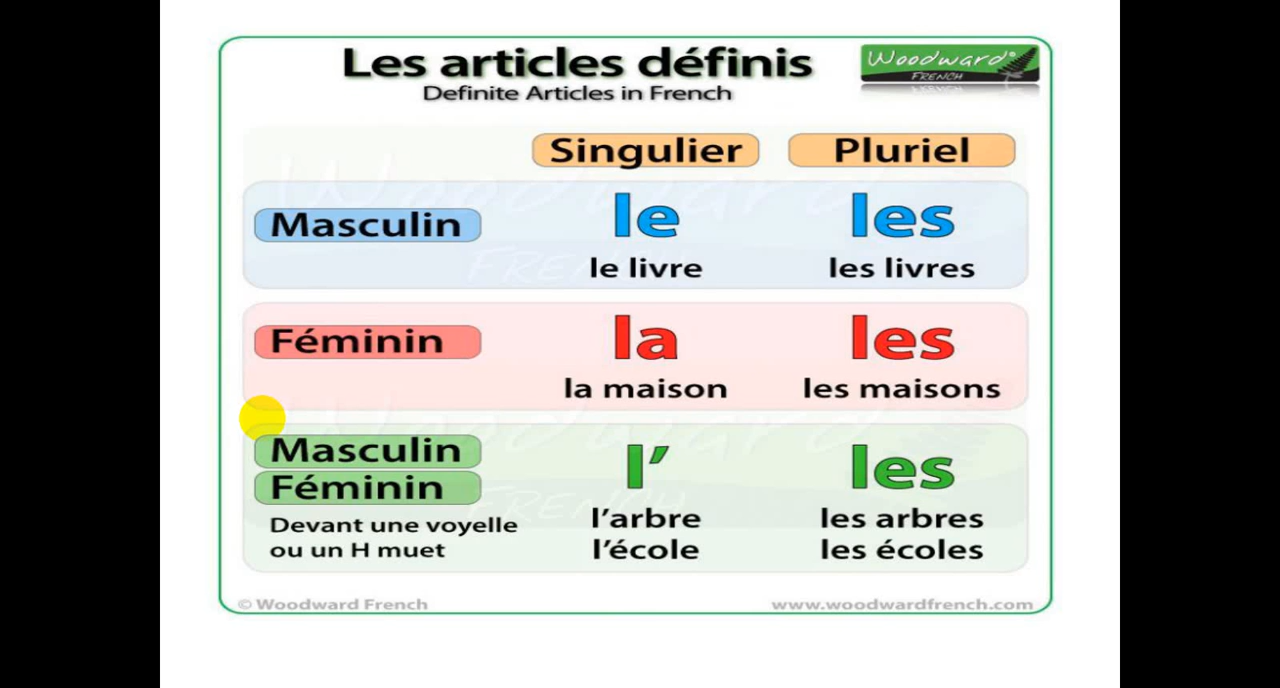 Les articles définis
Definite Articles in French
Woodward®
FRENCH
Singulier Pluriel
Masculin le les
le livre les livres
Féminin la les
la maison les maisons
Masculin
Féminin
l’ les
Devant une voyelle
ou un H muet
l’arbre les arbres
l’école les écoles
© Woodward French www.woodwardfrench.com